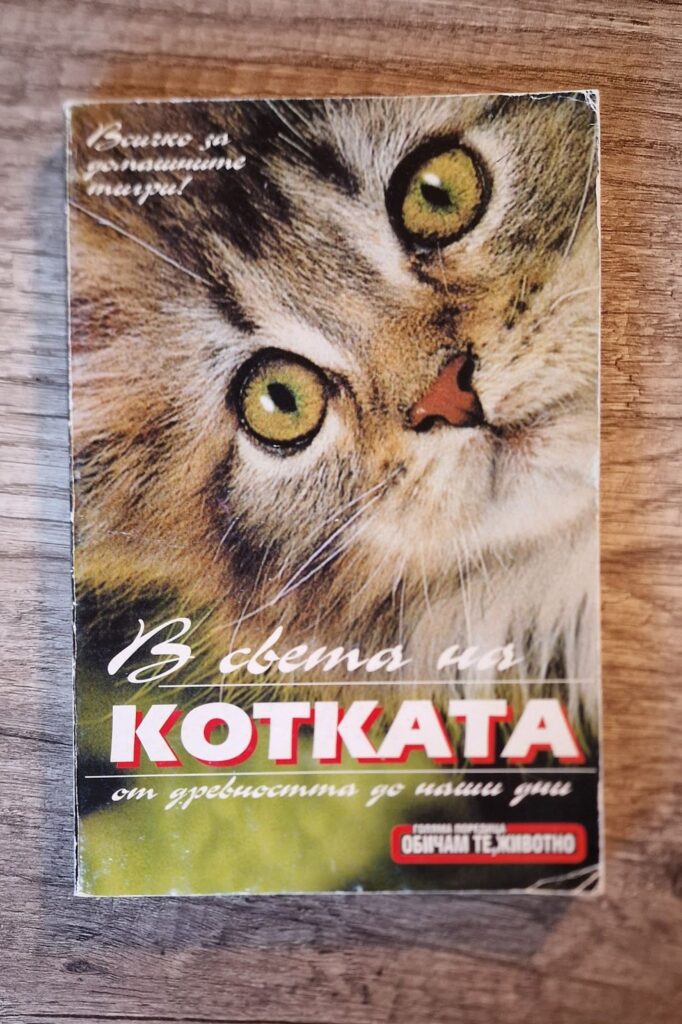 Всичко за
домашните
тигри!
В света на
КОТКАТА
от древността до наши дни
ГОЛЯМА ПОРЕДИЦА
ОБИЧАМ ТЕ, ЖИВОТНО